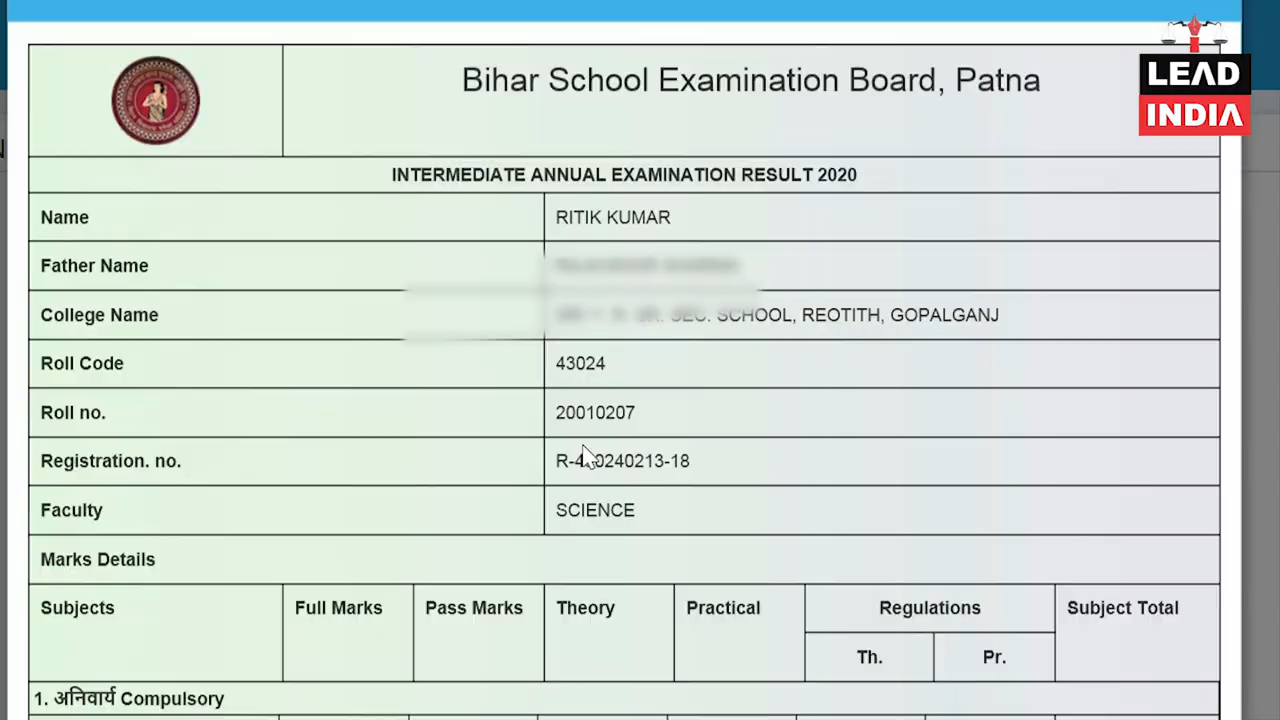 LEAD
INDIA
Bihar School Examination Board, Patna
INTERMEDIATE ANNUAL EXAMINATION RESULT 2020
Name RITIK KUMAR
Father Name
College Name SEC. SCHOOL, REOTITH, GOPALGANJ
Roll Code 43024
Roll no. 20010207
Registration. no.
Faculty SCIENCE
Marks Details
Subjects Full Marks Pass Marks Theory Practical Regulations Subject Total
Th. Pr.
1. अनिवार्य Compulsory